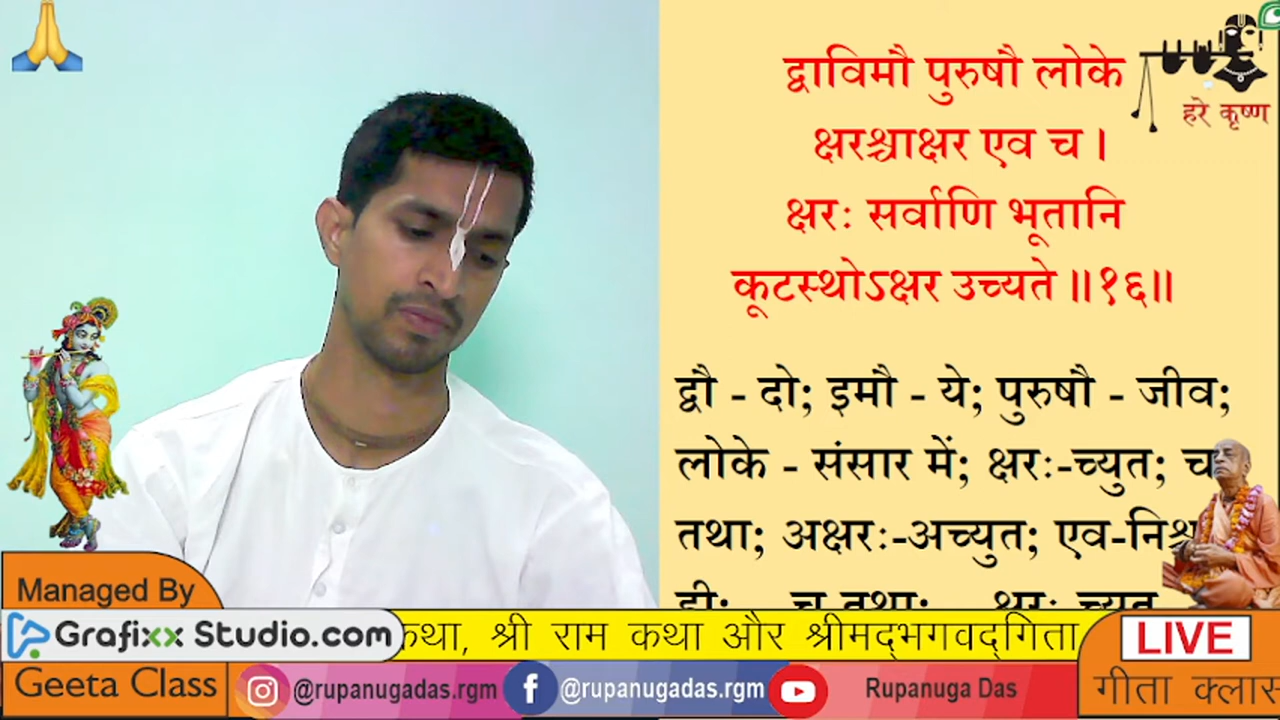 द्वाविमौ पुरुषौ लोके
क्षरश्चाक्षर एव च ।
क्षरः सर्वाणि भूतानि
कूटस्थोऽक्षर उच्यते ॥१६॥
हरे कृष्ण
द्वौ - दो; इमौ - ये; पुरुषौ - जीव;
लोके - संसार में; क्षरः-च्युत; च
तथा; अक्षरः-अच्युत; एव-निश्च
Managed By
Grafixx Studio.com
कथा, श्री राम कथा और श्रीमद्भगवद्गिता
LIVE
Geeta Class
@rupanugadas.rgm
@rupanugadas.rgm
Rupanuga Das
गीता क्लास